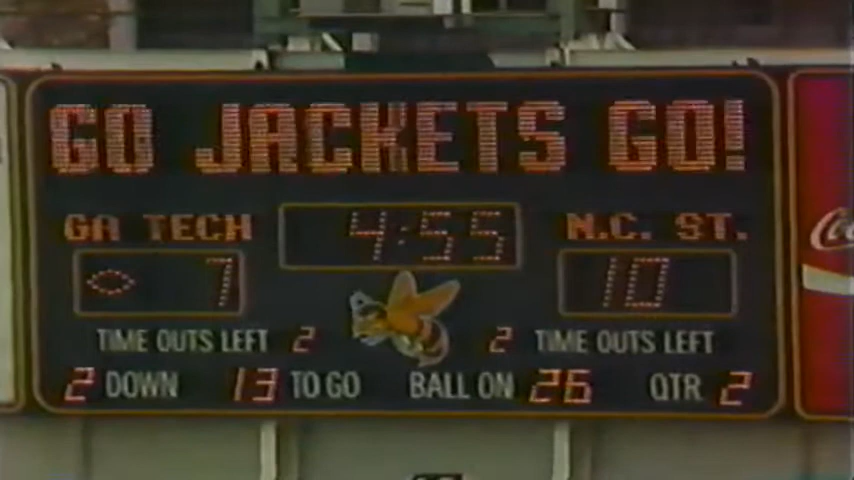 GO JACKETS GO!
GA TECH 4:55 N.C. ST.
7 10
TIME OUTS LEFT 2 2 TIME OUTS LEFT
2 DOWN 13 TO GO BALL ON 26 QTR 2